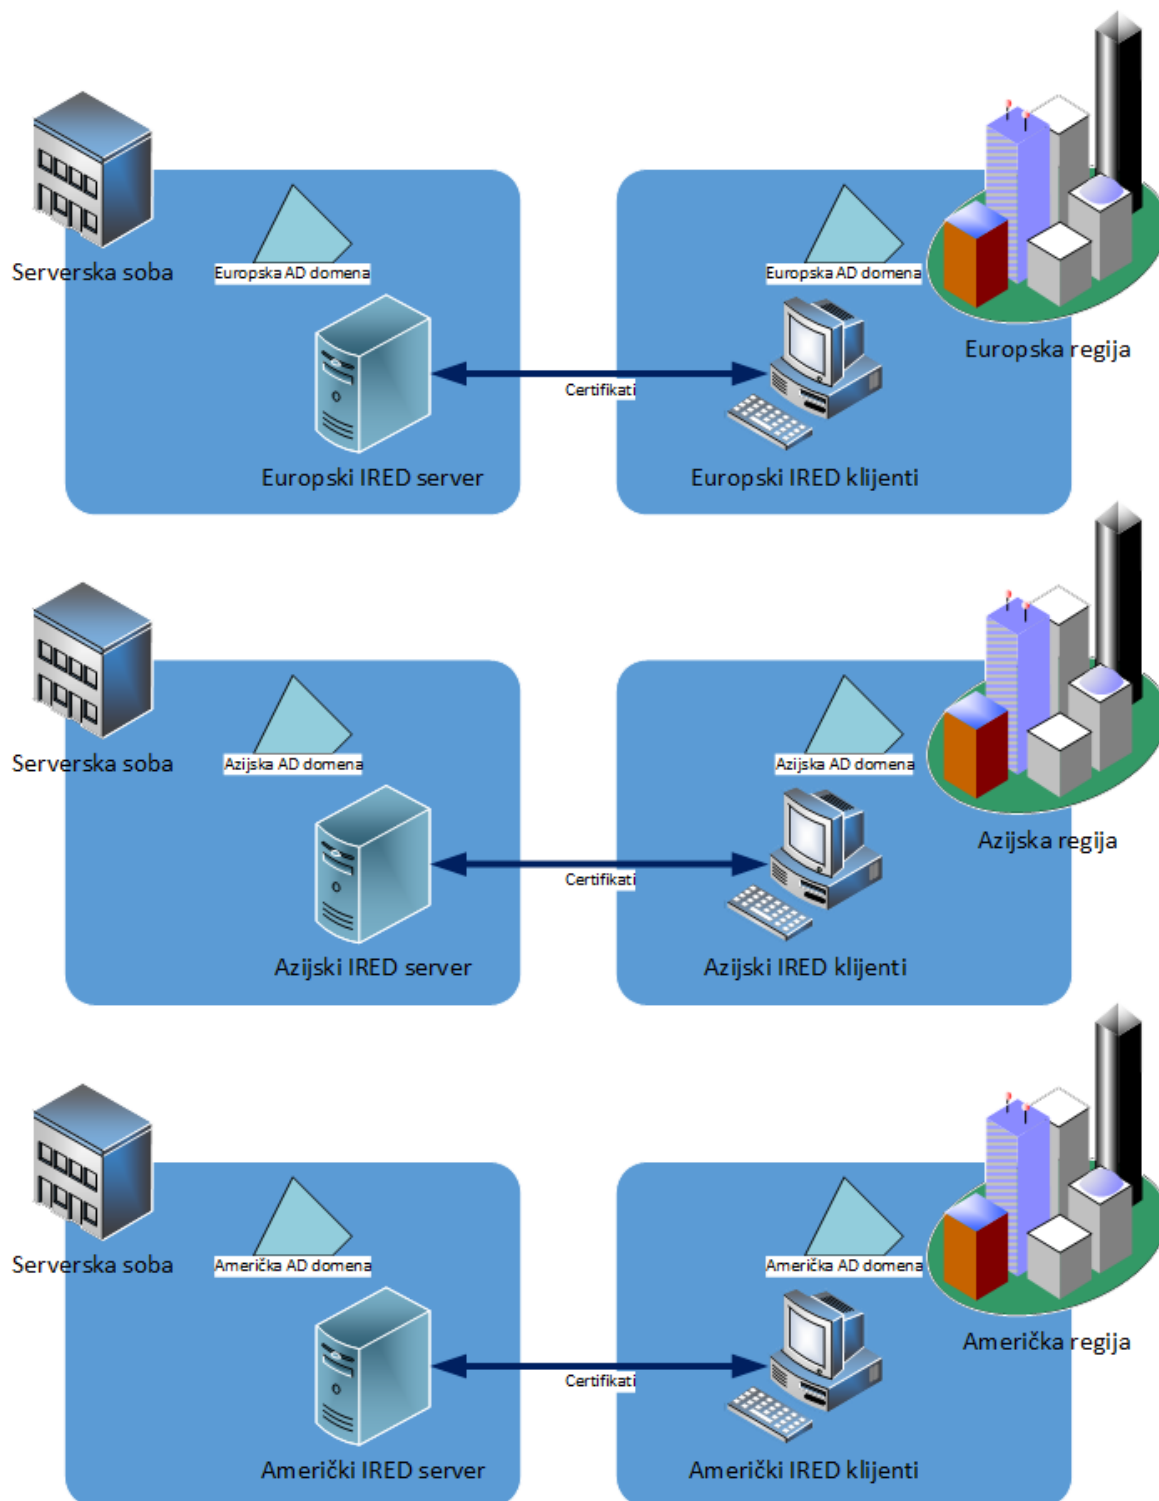 Serverska soba
Europska AD domena
Europska AD domena
Europska regija
Certifikati
Europski IRED server
Europski IRED klijenti
Serverska soba
Azijska AD domena
Azijska AD domena
Azijska regija
Certifikati
Azijski IRED server
Azijski IRED klijenti
Serverska soba
Američka AD domena
Američka AD domena
Američka regija
Certifikati
Američki IRED server
Američki IRED klijenti